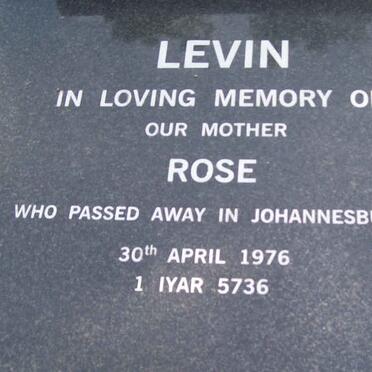 LEVIN
IN LOVING MEMORY O
OUR MOTHER
ROSE
WHO PASSED AWAY IN JOHANNESBU
30th APRIL 1976
1 IYAR 5736